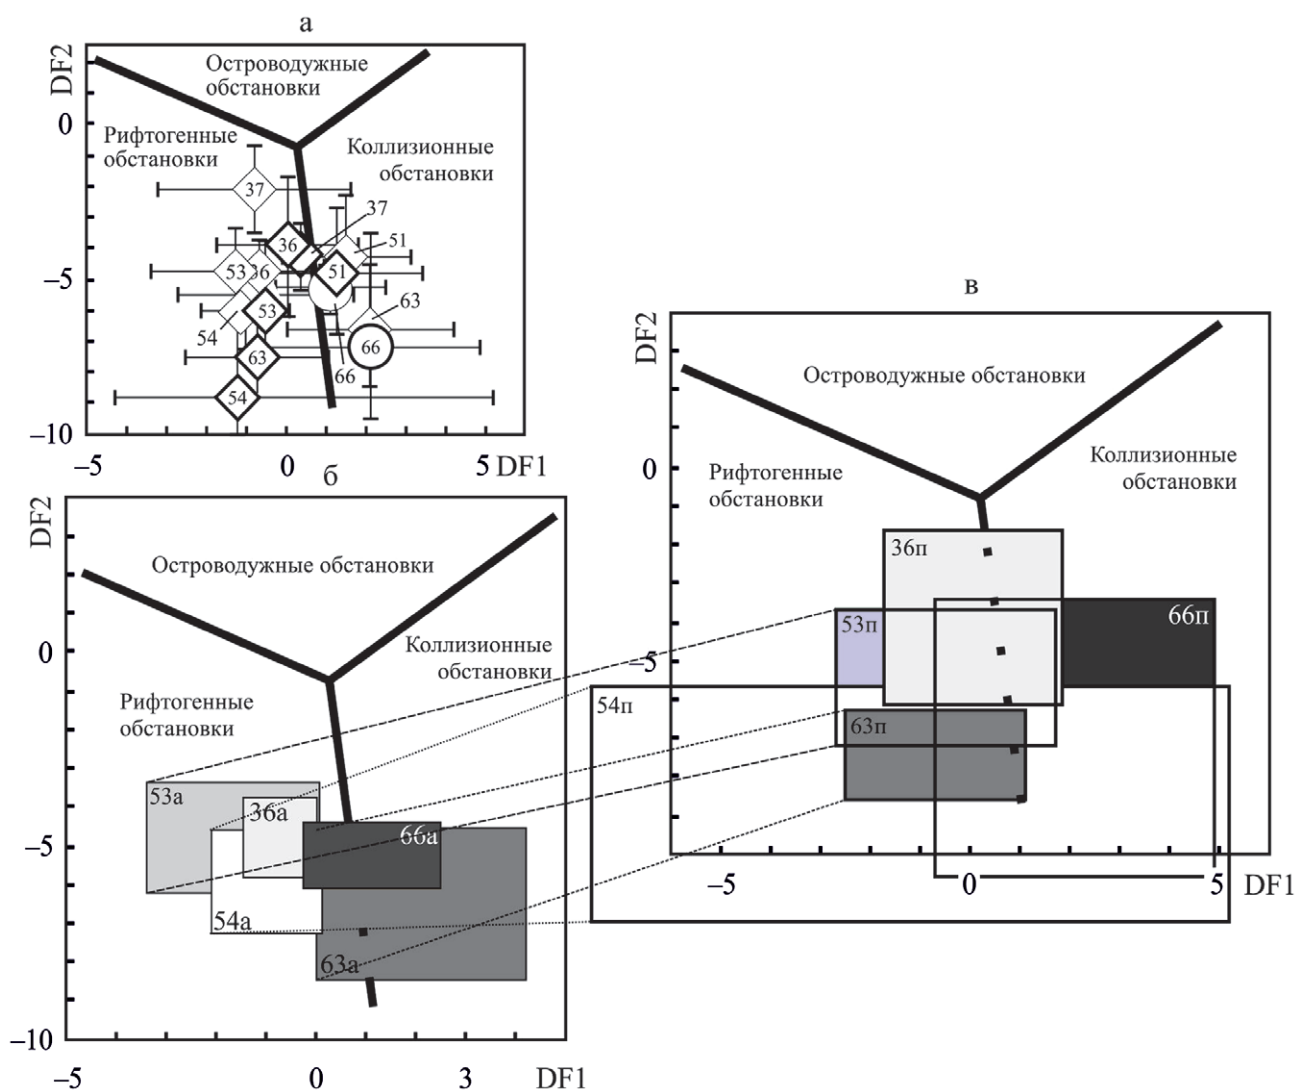 а
DF2
Островодужные
обстановки
0
Рифтогенные
обстановки
Коллизионные
обстановки
37
37
36
51
53
36
51
–5
53
63
54
63
66
66
54
–10
–5
0
5 DF1
б
DF2
Островодужные обстановки
0
Коллизионные
обстановки
Рифтогенные
обстановки
53а
36а
66а
–5
54а
63а
–10
–5
0
3
DF1
в
DF2
Островодужные обстановки
0
Коллизионные
обстановки
Рифтогенные
обстановки
36п
53п
66п
–5
54п
63п
–5
0
5
DF1